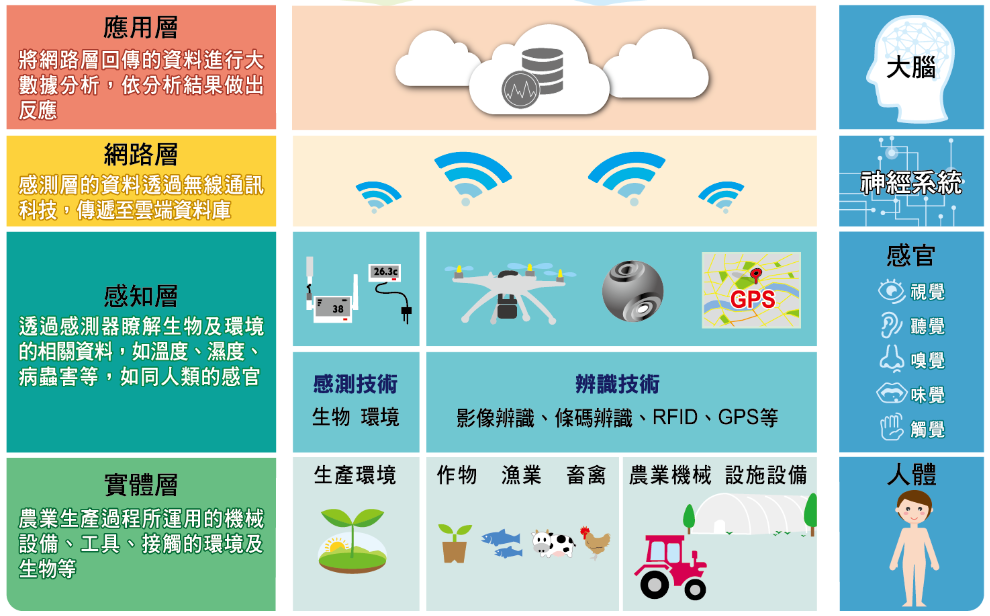 應用層
將網路層回傳的資料進行大
數據分析，依分析結果做出
反應
大腦
網路層
感測層的資料透過無線通訊
科技，傳遞至雲端資料庫
神經系統
感知層
透過感測器瞭解生物及環境
的相關資料，如溫度、濕度、
病蟲害等，如同人類的感官
38
26.3c
GPS
感測技術
生物 環境
辨識技術
影像辨識、條碼辨識、RFID、GPS等
感官
視覺
聽覺
嗅覺
味覺
觸覺
實體層
農業生產過程所運用的機械
設備、工具、接觸的環境及
生物等
生產環境
作物 漁業 畜禽
農業機械 設施設備
人體